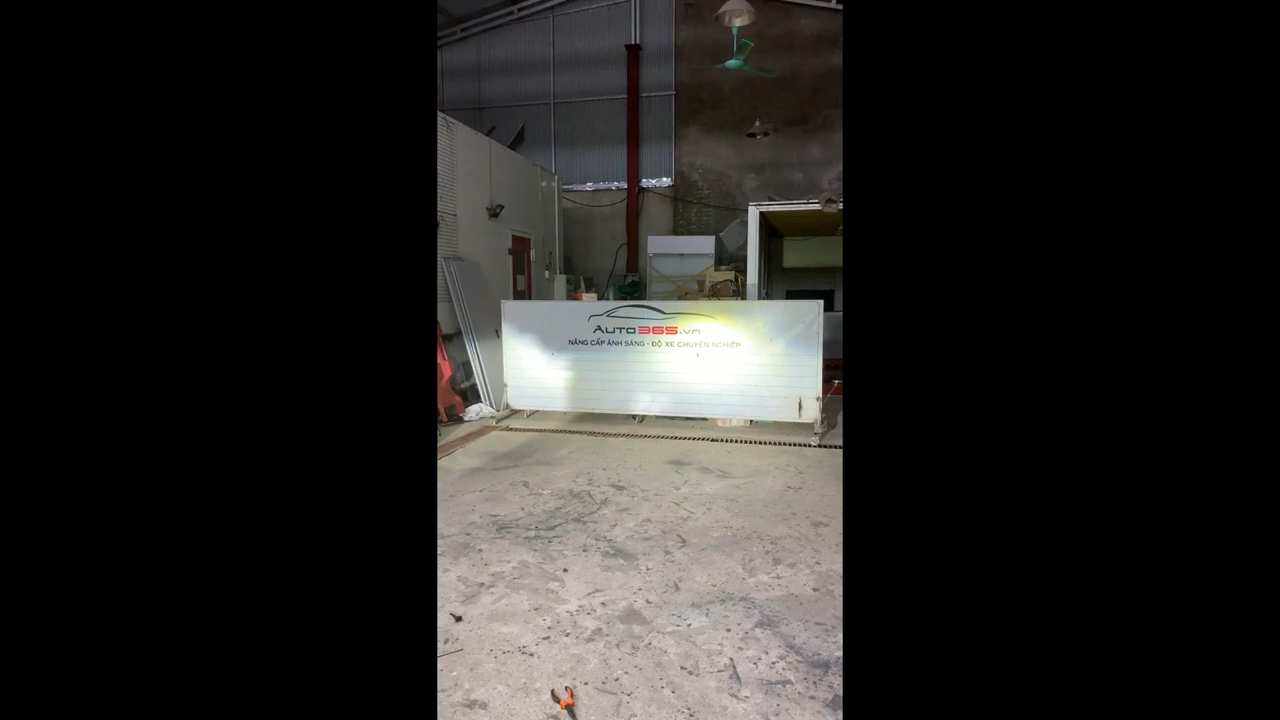 AUTO365.vn
NÂNG CẤP ÁNH SÁNG - ĐỘ XE CHUYÊN NGHIỆP